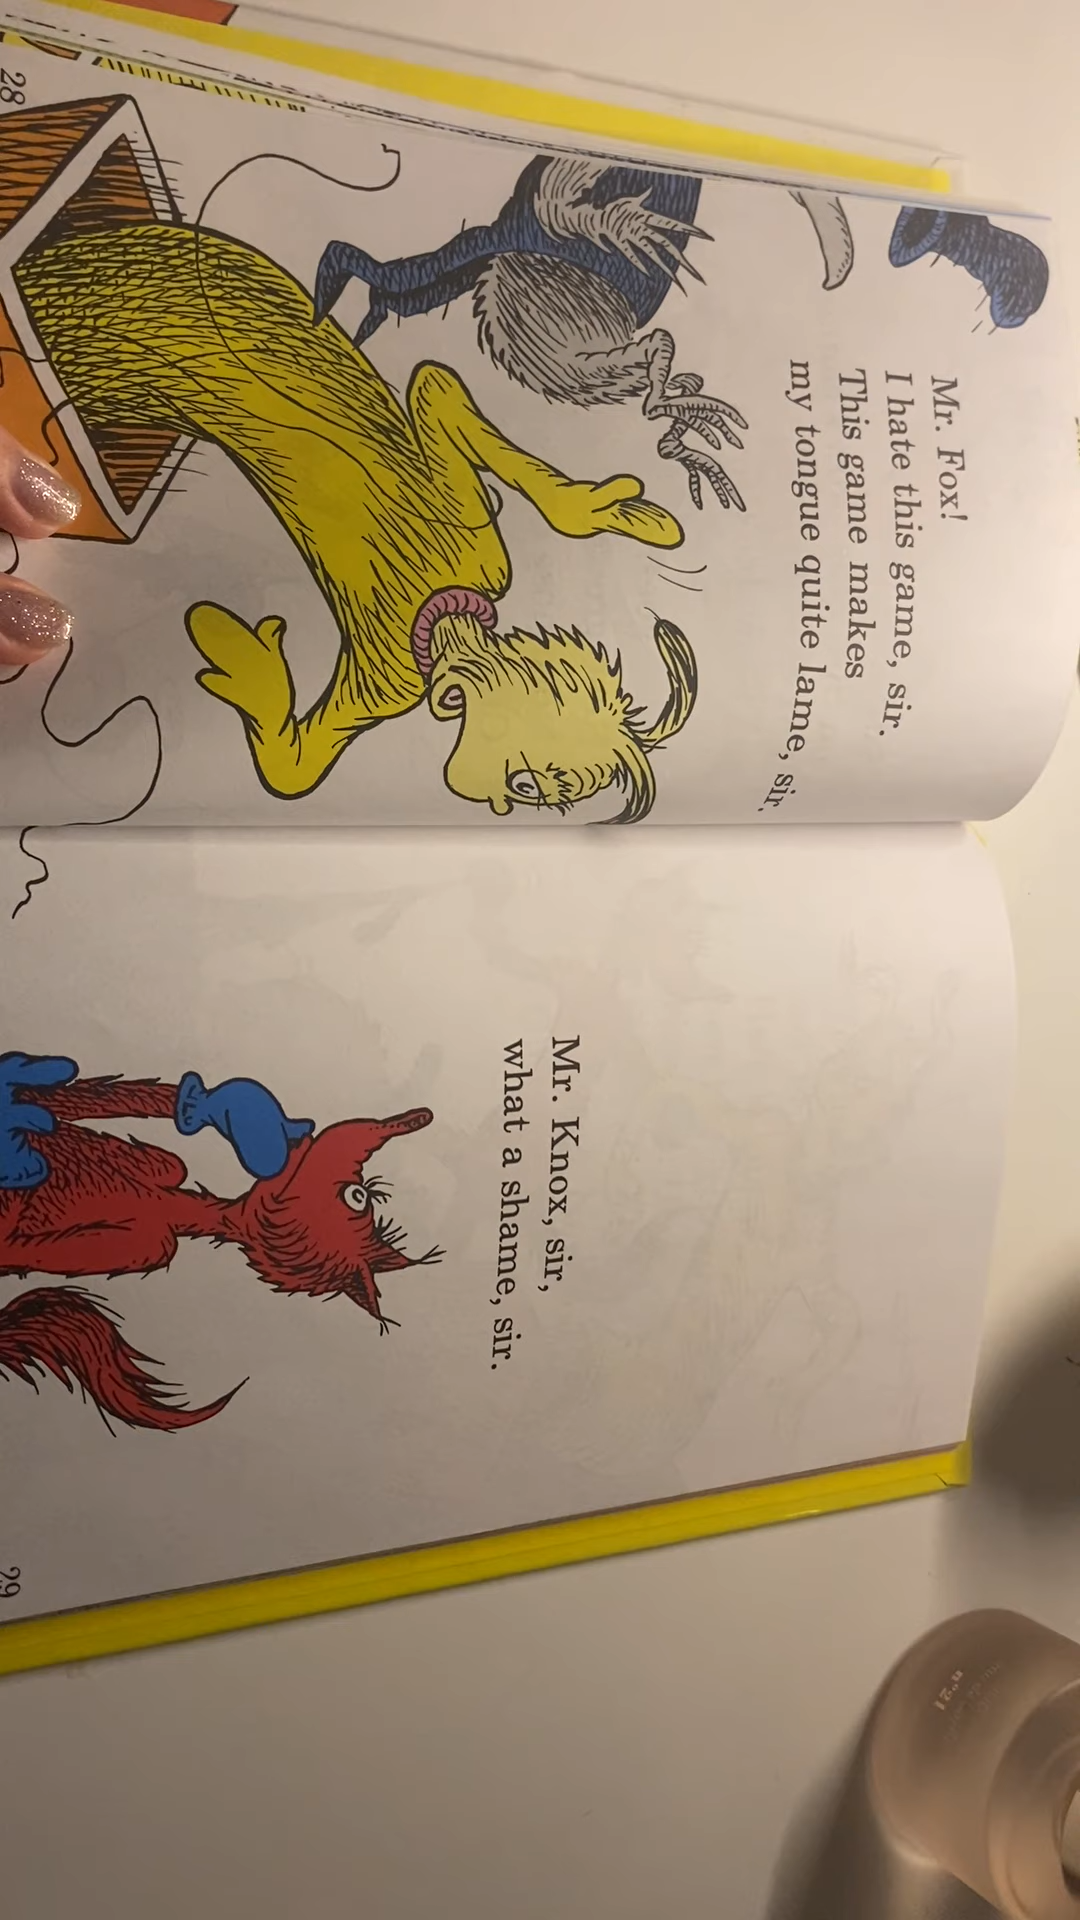 Mr. Fox!
I hate this game, sir.
This game makes
my tongue quite lame, sir.
28
Mr. Knox, sir,
what a shame, sir.
29
n°21